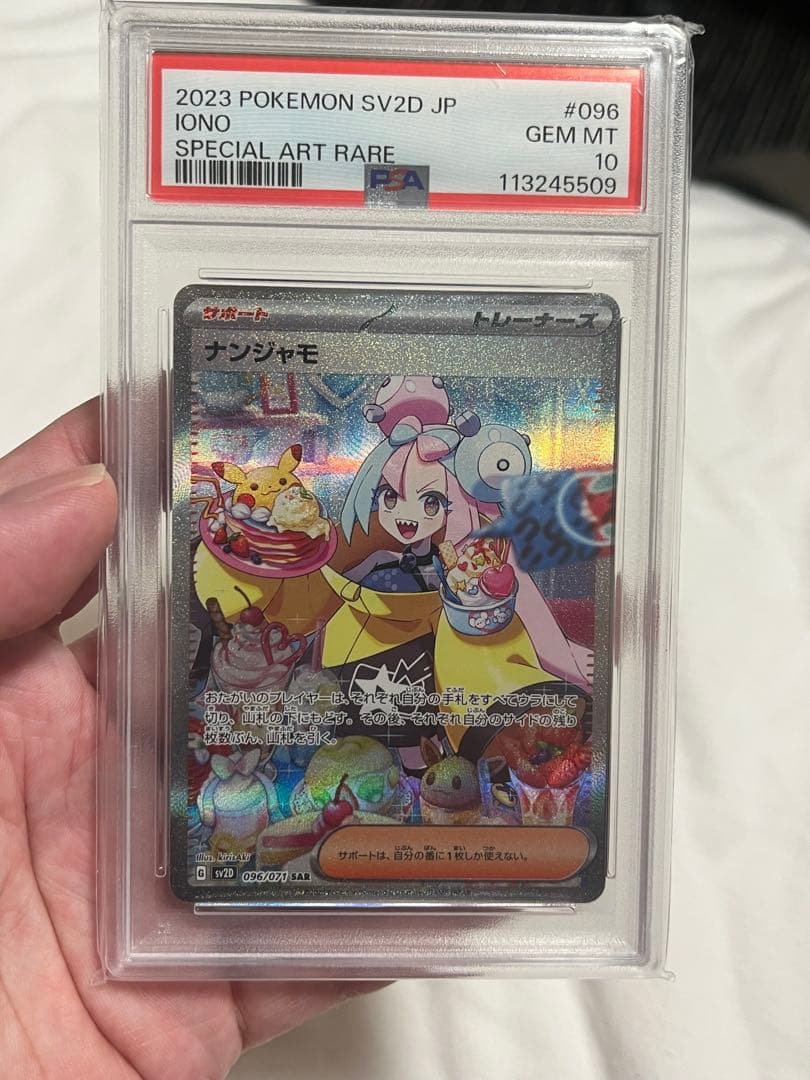 2023 POKEMON SV2D JP #096
IONO GEM MT
SPECIAL ART RARE 10
PSA 113245509
サポート トレーナーズ
ナンジャモ
おたがいのプレイヤーは、それぞれ自分の手札をすべてウラにして
切り、山札の下にもどす。その後、それぞれ自分のサイドの残り
枚数ぶん、山札を引く。
サポートは、自分の番に1枚しか使えない。
Illus. kirisAki
G sv2D 096/071 SAR